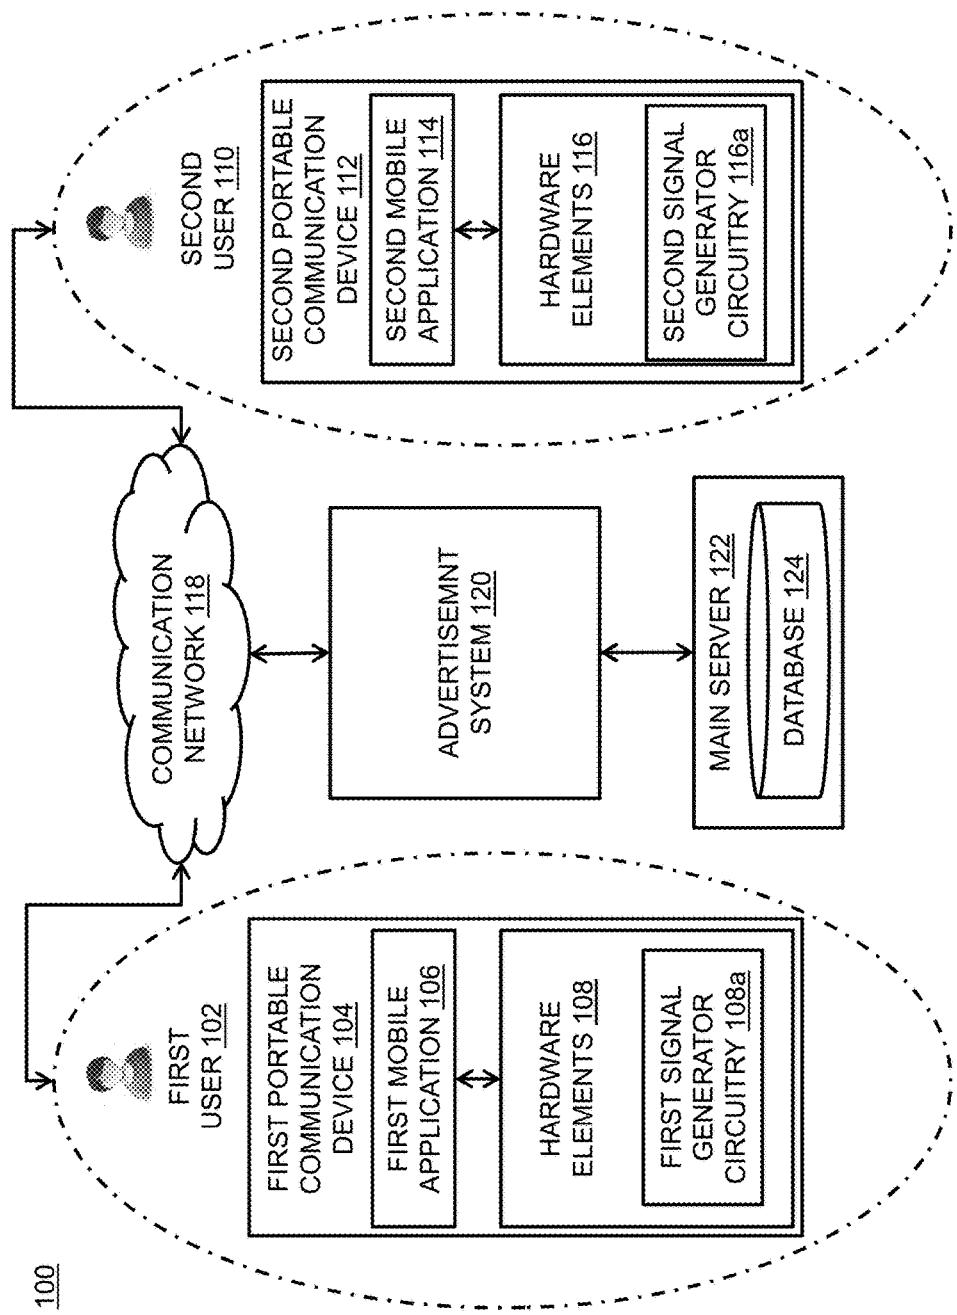 100
FIRST
USER 102
FIRST PORTABLE
COMMUNICATION
DEVICE 104
FIRST MOBILE
APPLICATION 106
HARDWARE
ELEMENTS 108
FIRST SIGNAL
GENERATOR
CIRCUITRY 108a
COMMUNICATION
NETWORK 118
ADVERTISEMNT
SYSTEM 120
MAIN SERVER 122
DATABASE 124
SECOND
USER 110
SECOND PORTABLE
COMMUNICATION
DEVICE 112
SECOND MOBILE
APPLICATION 114
HARDWARE
ELEMENTS 116
SECOND SIGNAL
GENERATOR
CIRCUITRY 116a